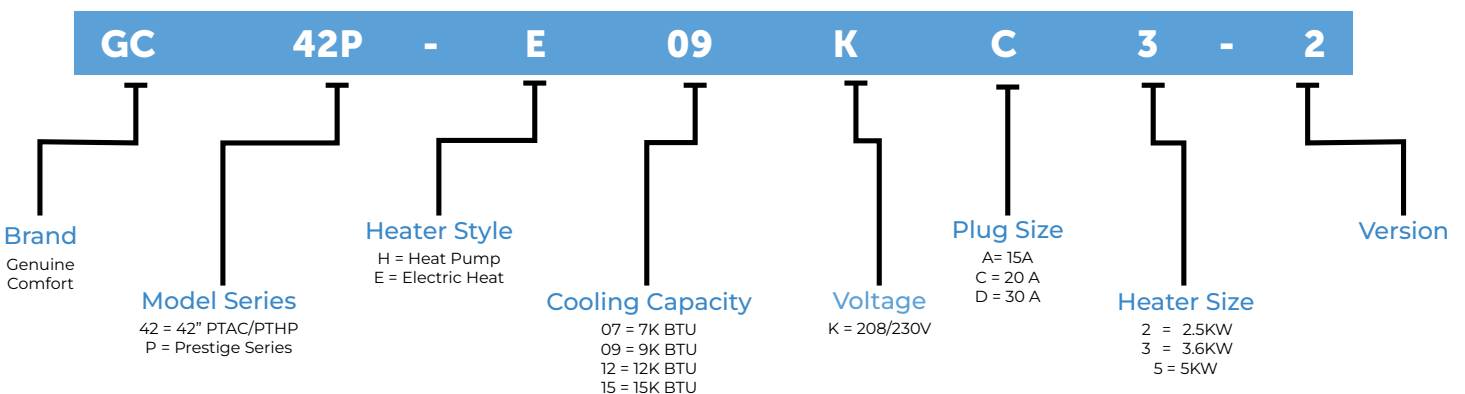 GC 42P - E 09 K C 3 - 2
Brand
Genuine
Comfort
Model Series
42 = 42” PTAC/PTHP
P = Prestige Series
Heater Style
H = Heat Pump
E = Electric Heat
Cooling Capacity
07 = 7K BTU
09 = 9K BTU
12 = 12K BTU
15 = 15K BTU
Voltage
K = 208/230V
Plug Size
A= 15A
C = 20 A
D = 30 A
Heater Size
2 = 2.5KW
3 = 3.6KW
5 = 5KW
Version